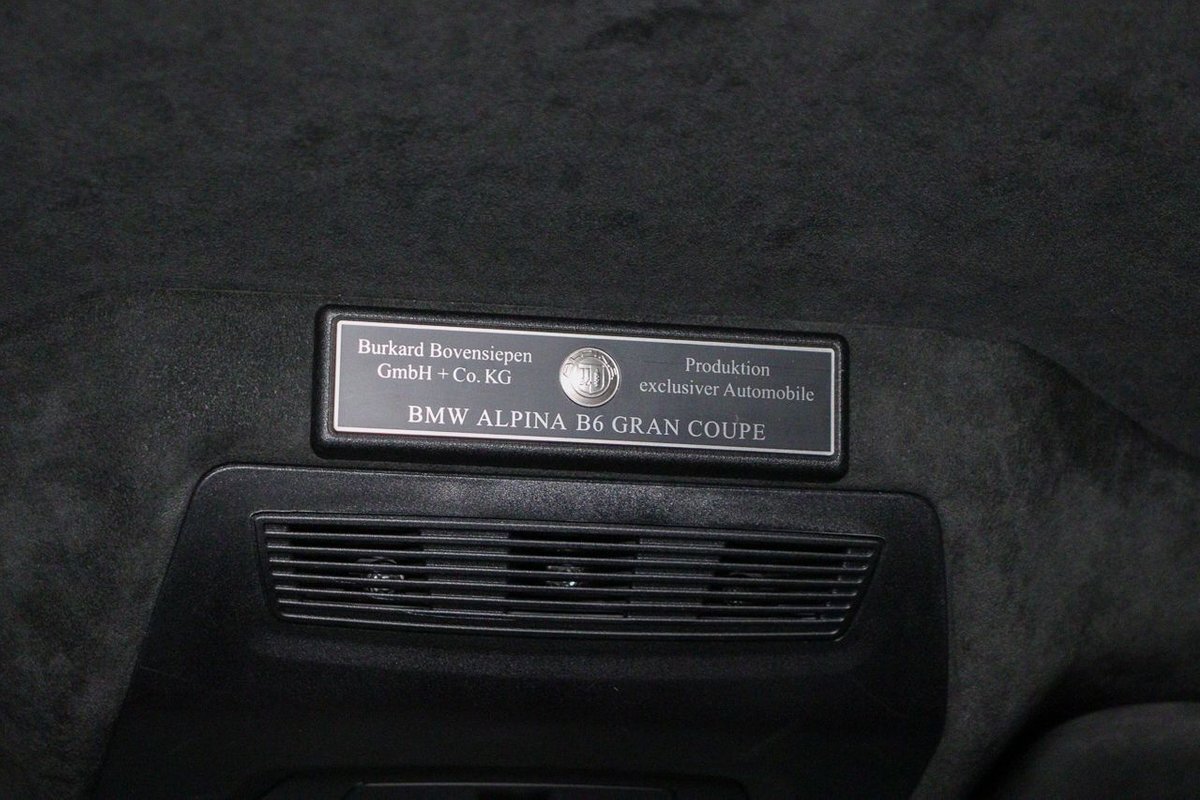 Burkard Bovensiepen
GmbH + Co. KG
Produktion
exclusiver Automobile
BMW ALPINA B6 GRAN COUPE